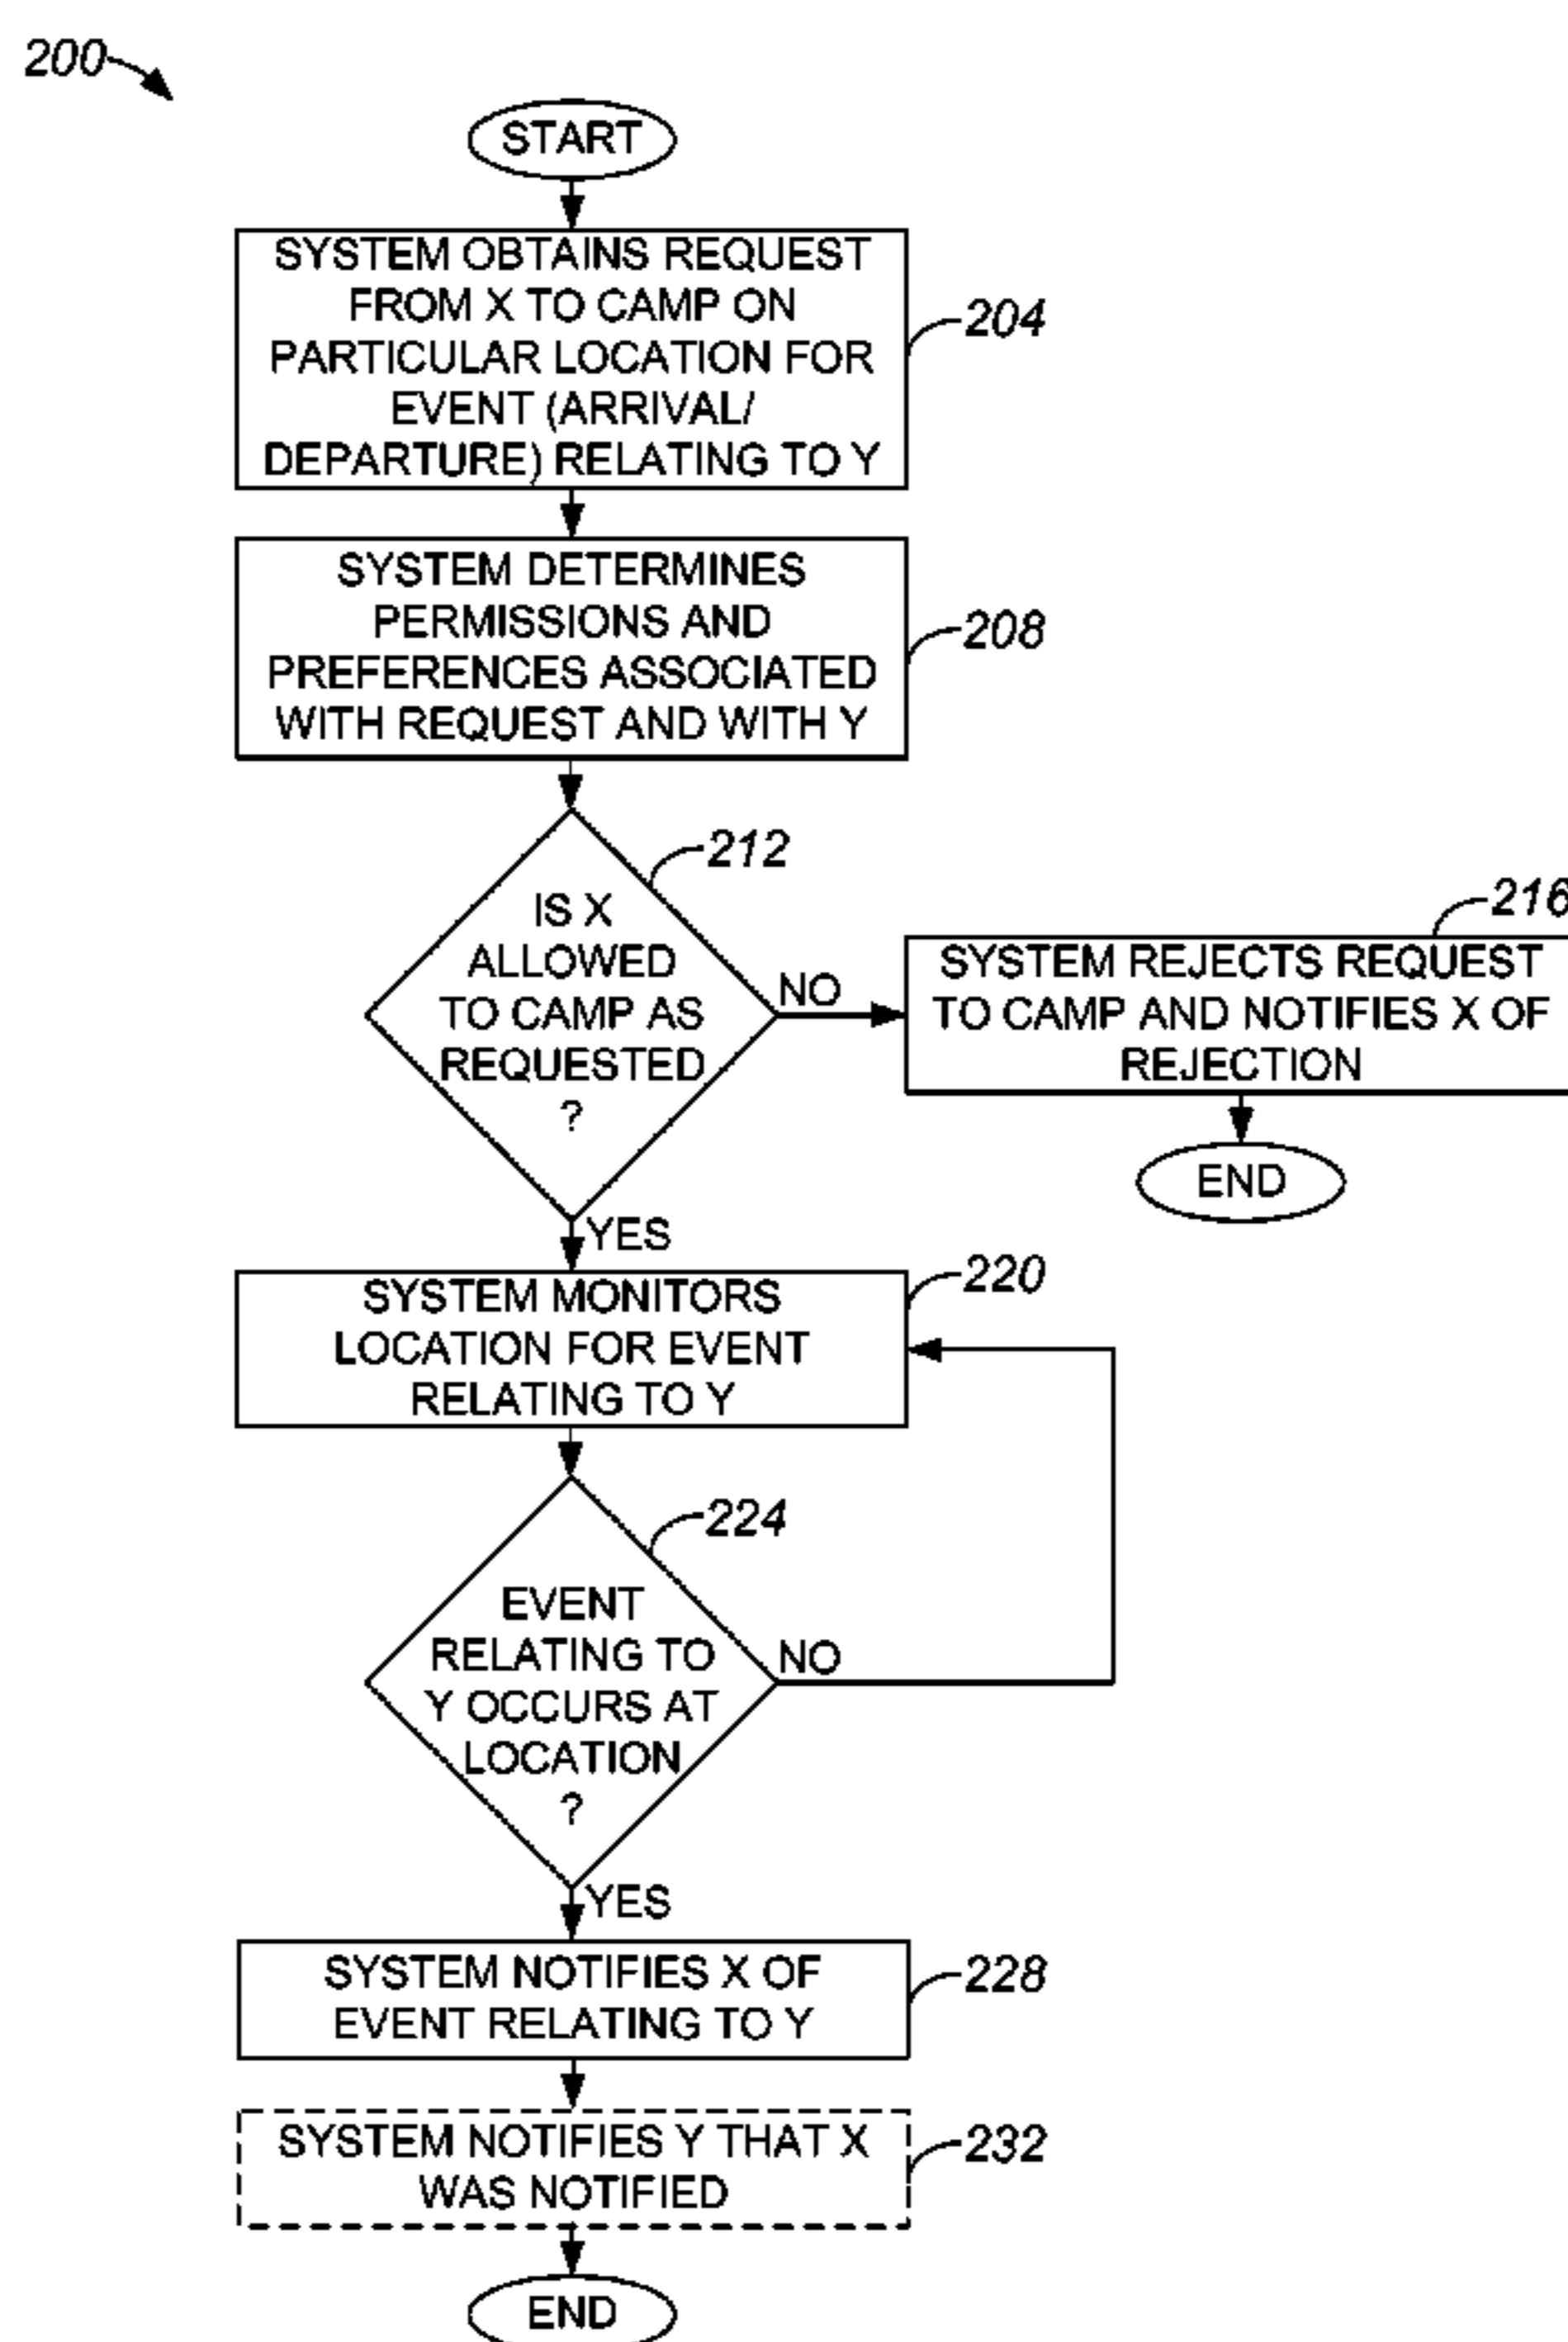 200
START
SYSTEM OBTAINS REQUEST
FROM X TO CAMP ON
PARTICULAR LOCATION FOR
EVENT (ARRIVAL/
DEPARTURE) RELATING TO Y
204
SYSTEM DETERMINES
PERMISSIONS AND
PREFERENCES ASSOCIATED
WITH REQUEST AND WITH Y
208
212
IS X
ALLOWED
TO CAMP AS
REQUESTED
?
NO
216
SYSTEM REJECTS REQUEST
TO CAMP AND NOTIFIES X OF
REJECTION
END
YES
SYSTEM MONITORS
LOCATION FOR EVENT
RELATING TO Y
220
224
EVENT
RELATING TO
Y OCCURS AT
LOCATION
?
NO
YES
SYSTEM NOTIFIES X OF
EVENT RELATING TO Y
228
SYSTEM NOTIFIES Y THAT X
WAS NOTIFIED
232
END